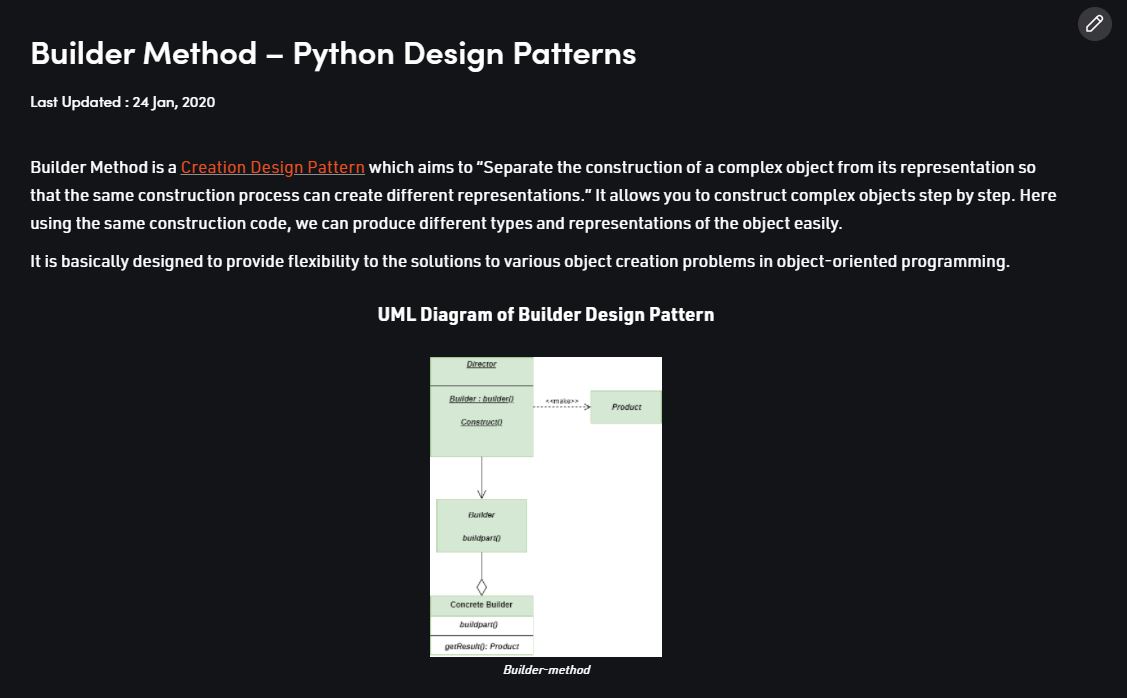 Builder Method – Python Design Patterns
Last Updated : 24 Jan, 2020
Builder Method is a Creation Design Pattern which aims to “Separate the construction of a complex object from its representation so
that the same construction process can create different representations.” It allows you to construct complex objects step by step. Here
using the same construction code, we can produce different types and representations of the object easily.
It is basically designed to provide flexibility to the solutions to various object creation problems in object-oriented programming.
UML Diagram of Builder Design Pattern
Director
Builder : builder()
<<make>>
Product
Construct()
Builder
buildpart()
Concrete Builder
buildpart()
getResult(): Product
Builder-method